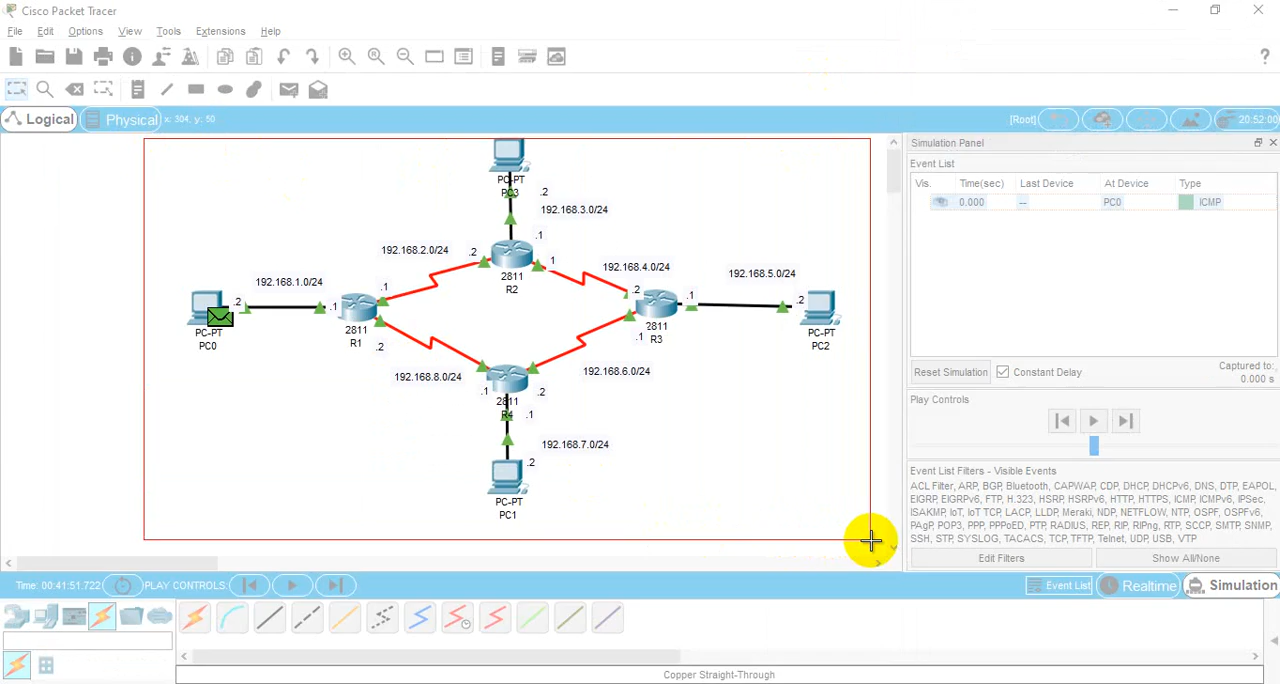 Cisco Packet Tracer
File Edit Options View Tools Extensions Help
?
Logical Physical x: 304, y: 50 [Root] 20:52:00
Simulation Panel
Event List
Vis. Time(sec) Last Device At Device Type
0.000 -- PC0 ICMP
PC-PT
PC3
.2
192.168.3.0/24
.1
192.168.2.0/24
.2
2811
R2
.1
192.168.4.0/24
192.168.1.0/24
.2
.1
.1
2811
R1
.2
PC-PT
PC0
.2
.1
2811
R3
.1
192.168.5.0/24
.2
PC-PT
PC2
192.168.8.0/24
192.168.6.0/24
.1
.2
2811
R4
.1
192.168.7.0/24
.2
PC-PT
PC1
Reset Simulation Constant Delay
Captured to:
0.000 s
Play Controls
Event List Filters - Visible Events
ACL Filter, ARP, BGP, Bluetooth, CAPWAP, CDP, DHCP, DHCPv6, DNS, DTP, EAPOL,
EIGRP, EIGRPv6, FTP, H.323, HSRP, HSRPv6, HTTP, HTTPS, ICMP, ICMPv6, IPSec,
ISAKMP, IoT, IoT TCP, LACP, LLDP, Meraki, NDP, NETFLOW, NTP, OSPF, OSPFv6,
PAgP, POP3, PPP, PPPoED, PTP, RADIUS, REP, RIP, RIPng, RTP, SCCP, SMTP, SNMP,
SSH, STP, SYSLOG, TACACS, TCP, TFTP, Telnet, UDP, USB, VTP
Edit Filters Show All/None
Time: 00:41:51.722 PLAY CONTROLS: Event List Realtime Simulation
Copper Straight-Through